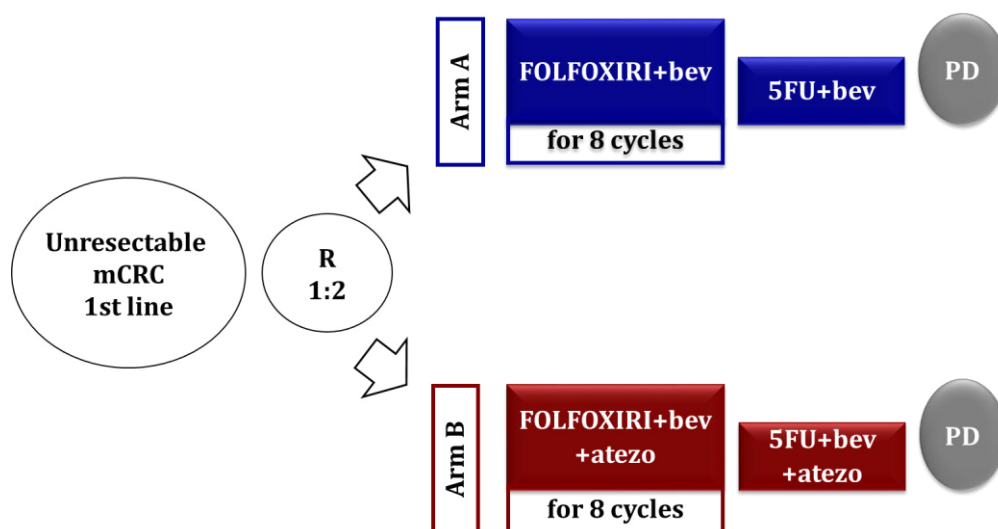 Unresectable
mCRC
1st line
R
1:2
Arm A
FOLFOXIRI+bev
for 8 cycles
5FU+bev
PD
Arm B
FOLFOXIRI+bev
+atezo
for 8 cycles
5FU+bev
+atezo
PD